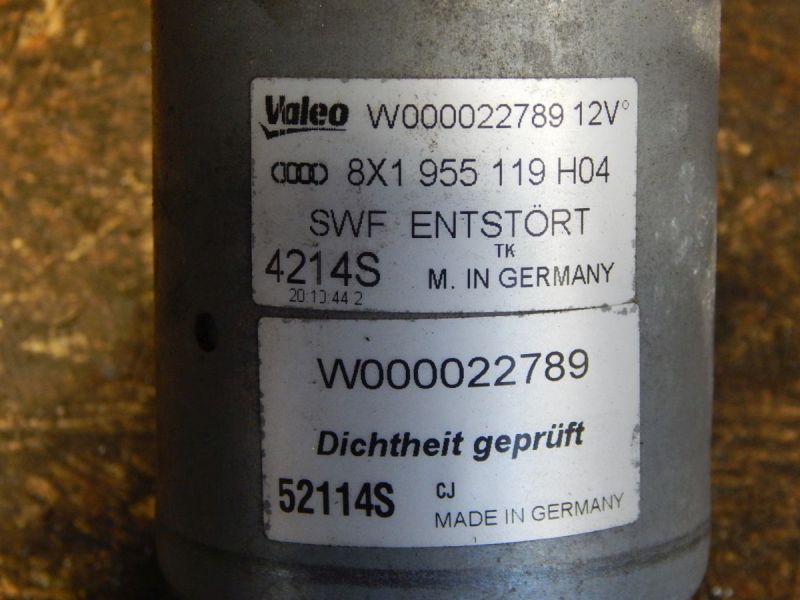 Valeo W000022789 12V°
8X1 955 119 H04
SWF ENTSTÖRT
TK
4214S M. IN GERMANY
20:10:44 2
W000022789
Dichtheit geprüft
52114S CJ
MADE IN GERMANY